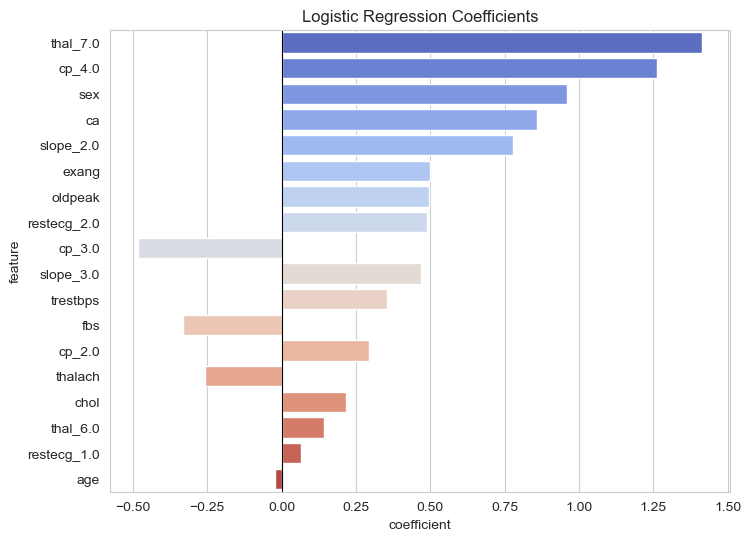 Logistic Regression Coefficients
thal_7.0
cp_4.0
sex
ca
slope_2.0
exang
oldpeak
restecg_2.0
cp_3.0
slope_3.0
trestbps
fbs
cp_2.0
thalach
chol
thal_6.0
restecg_1.0
age
feature
−0.50 −0.25 0.00 0.25 0.50 0.75 1.00 1.25 1.50
coefficient